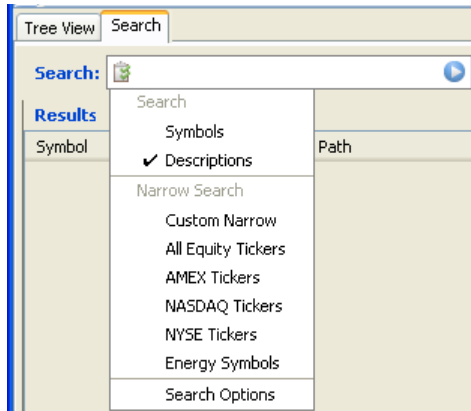 Tree View Search
Search:
Results
Symbol Path
Search
Symbols
✔ Descriptions
Narrow Search
Custom Narrow
All Equity Tickers
AMEX Tickers
NASDAQ Tickers
NYSE Tickers
Energy Symbols
Search Options